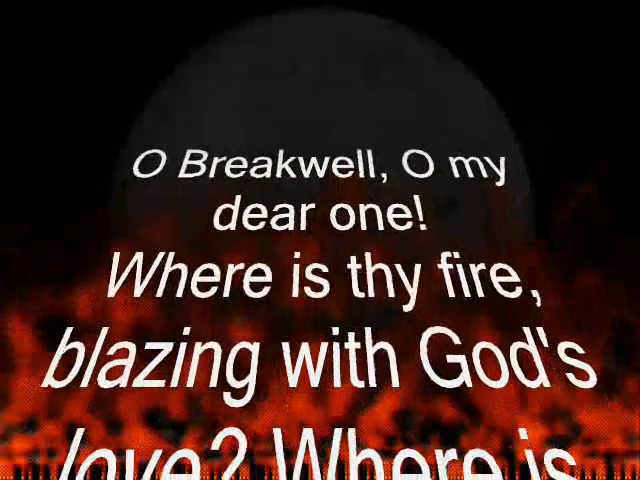 O Breakwell, O my
dear one!
Where is thy fire,
blazing with God's
love? Where is